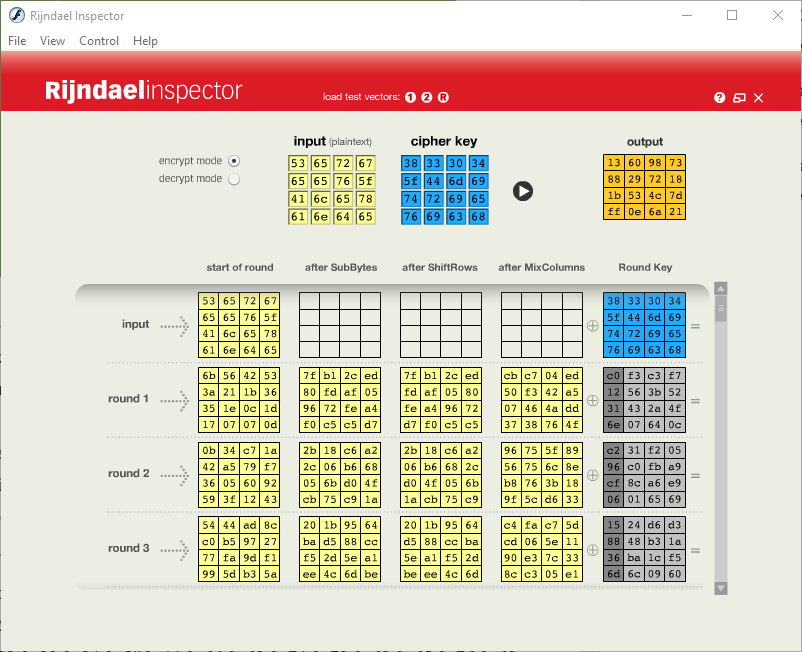 Rijndael Inspector
File View Control Help
Rijndaelinspector
load test vectors: 1 2 R
? 
input (plaintext) cipher key output
encrypt mode
decrypt mode
53 65 72 67 38 33 30 34 13 60 98 73
65 65 76 5f 5f 44 6d 69 88 29 72 18
41 6c 65 78 74 72 69 65 1b 53 4c 7d
61 6e 64 65 76 69 63 68 ff 0e 6a 21
start of round after SubBytes after ShiftRows after MixColumns Round Key
input
53 65 72 67 38 33 30 34
65 65 76 5f 5f 44 6d 69
41 6c 65 78 74 72 69 65
61 6e 64 65 76 69 63 68
⊕ =
round 1
6b 56 42 53 7f b1 2c ed 7f b1 2c ed cb c7 04 ed c0 f3 c3 f7
3a 21 1b 36 80 fd af 05 fd af 05 80 50 f3 42 a5 12 56 3b 52
35 1e 0c 1d 96 72 fe a4 fe a4 96 72 07 46 4a dd 31 43 2a 4f
17 07 07 0d f0 c5 c5 d7 d7 f0 c5 c5 37 38 76 4f 6e 07 64 0c
⊕ =
round 2
0b 34 c7 1a 2b 18 c6 a2 2b 18 c6 a2 96 75 5f 89 c2 31 f2 05
42 a5 79 f7 2c 06 b6 68 06 b6 68 2c 56 75 6c 8e 96 c0 fb a9
36 05 60 92 05 6b d0 4f d0 4f 05 6b b8 76 3b 18 cf 8c a6 e9
59 3f 12 43 cb 75 c9 1a 1a cb 75 c9 9f 5c d6 33 06 01 65 69
⊕ =
round 3
54 44 ad 8c 20 1b 95 64 20 1b 95 64 c4 fa c7 5d 15 24 d6 d3
c0 b5 97 27 ba d5 88 cc d5 88 cc ba cd 06 5e 11 88 48 b3 1a
77 fa 9d f1 f5 2d 5e a1 5e a1 f5 2d 90 e3 7c 33 36 ba 1c f5
99 5d b3 5a ee 4c 6d be be ee 4c 6d 8c c3 05 e1 6d 6c 09 60
⊕ =